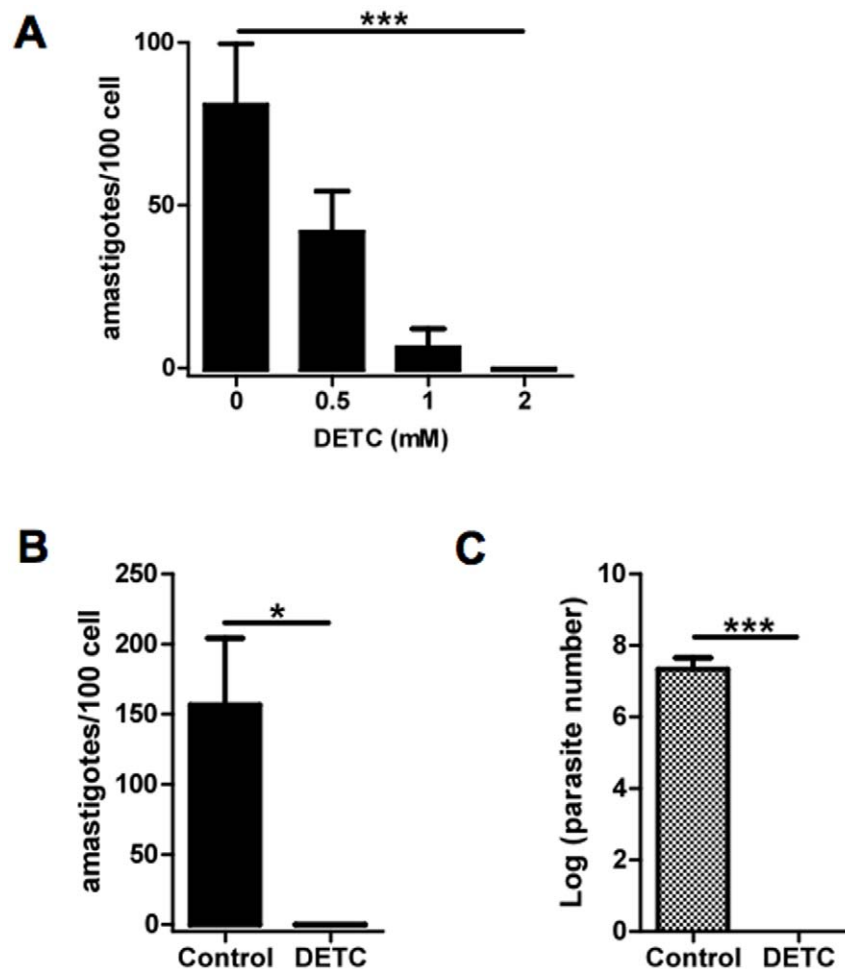 A
***
amastigotes/100 cell
100
50
0
0 0.5 1 2
DETC (mM)
B
*
amastigotes/100 cell
250
200
150
100
50
0
Control DETC
C
***
Log (parasite number)
10
8
6
4
2
0
Control DETC